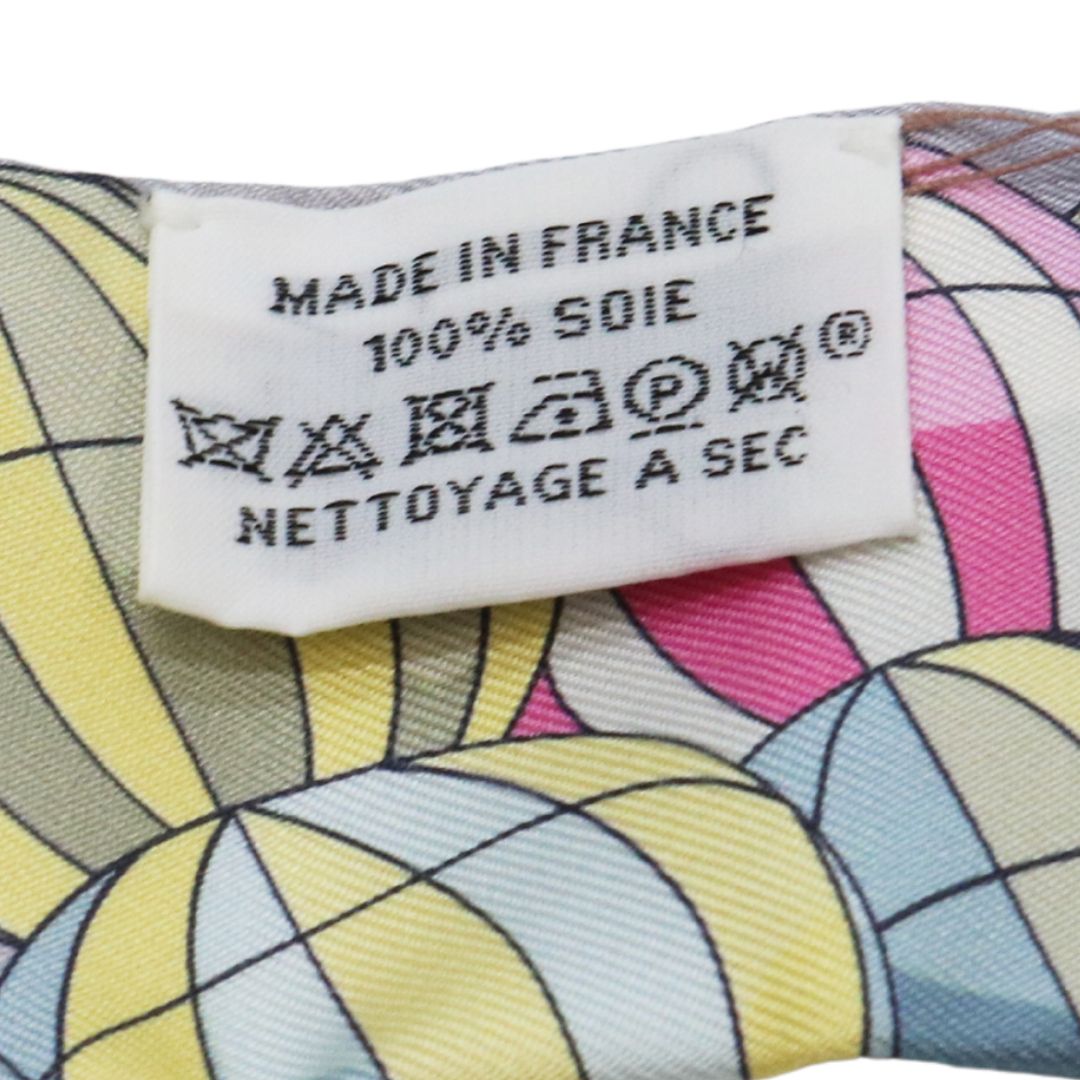 MADE IN FRANCE
100% SOIE
P W ®
NETTOYAGE A SEC